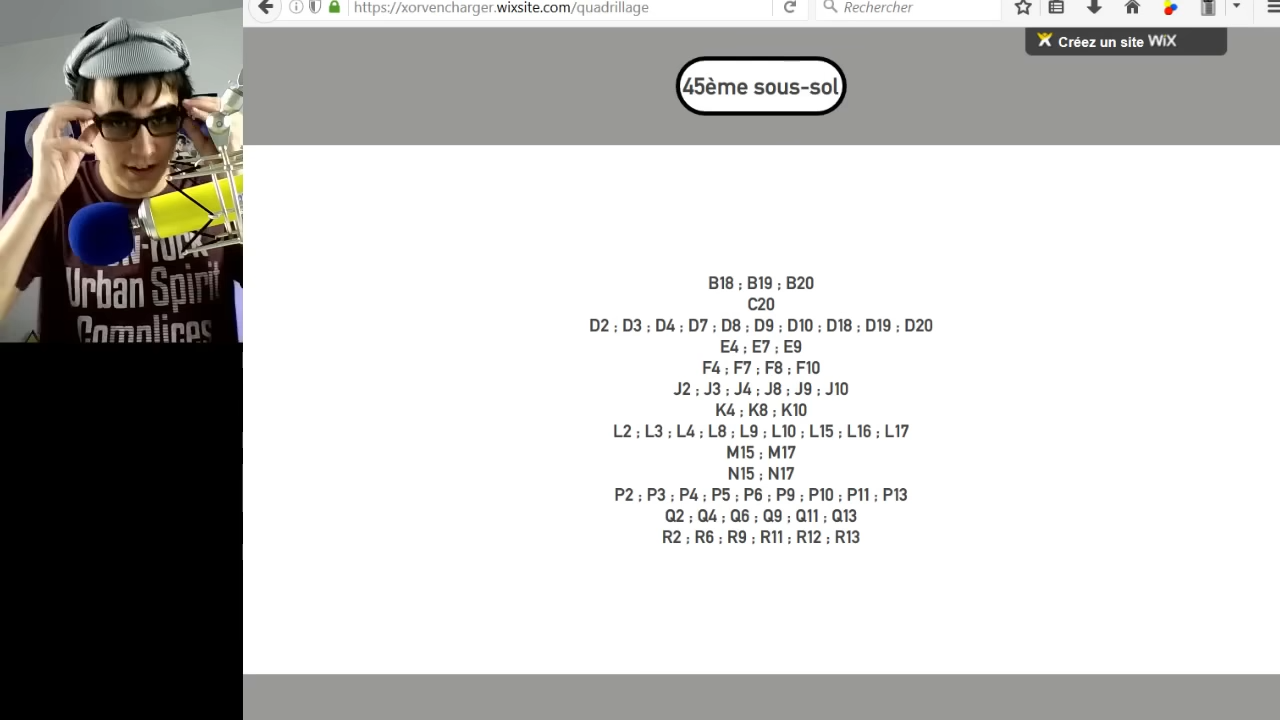 https://xorvencharger.wixsite.com/quadrillage
Rechercher
Créez un site WiX
45ème sous-sol
B18 ; B19 ; B20
C20
D2 ; D3 ; D4 ; D7 ; D8 ; D9 ; D10 ; D18 ; D19 ; D20
E4 ; E7 ; E9
F4 ; F7 ; F8 ; F10
J2 ; J3 ; J4 ; J8 ; J9 ; J10
K4 ; K8 ; K10
L2 ; L3 ; L4 ; L8 ; L9 ; L10 ; L15 ; L16 ; L17
M15 ; M17
N15 ; N17
P2 ; P3 ; P4 ; P5 ; P6 ; P9 ; P10 ; P11 ; P13
Q2 ; Q4 ; Q6 ; Q9 ; Q11 ; Q13
R2 ; R6 ; R9 ; R11 ; R12 ; R13
Urban Spirit
Complices